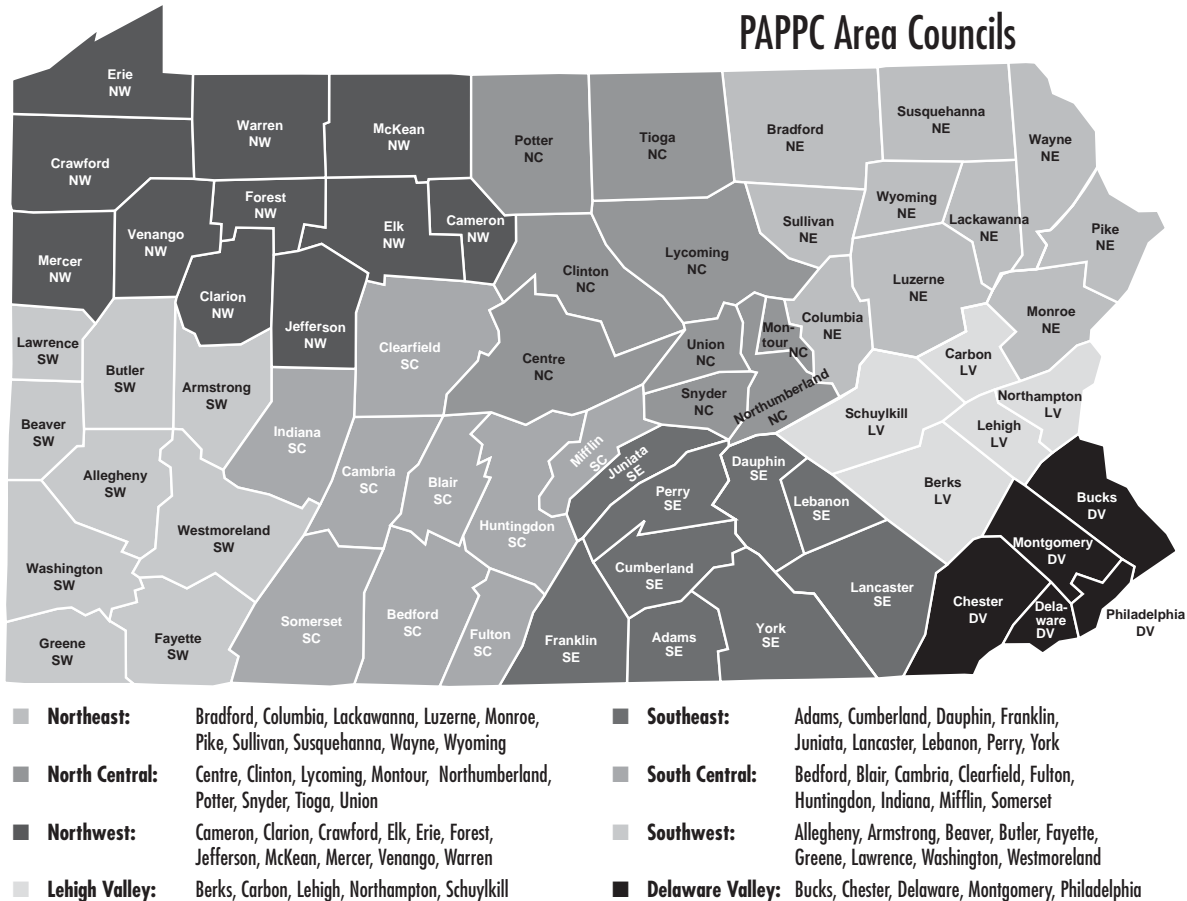 PAPPC Area Councils
Erie
NW
Warren
NW
McKean
NW
Potter
NC
Tioga
NC
Bradford
NE
Susquehanna
NE
Wayne
NE
Crawford
NW
Forest
NW
Venango
NW
Elk
NW
Cameron
NW
Mercer
NW
Clarion
NW
Jefferson
NW
Clinton
NC
Lycoming
NC
Sullivan
NE
Wyoming
NE
Lackawanna
NE
Pike
NE
Luzerne
NE
Monroe
NE
Columbia
NE
Mon-
tour
NC
Union
NC
Lawrence
SW
Butler
SW
Armstrong
SW
Clearfield
SC
Centre
NC
Snyder
NC
Northumberland
NC
Carbon
LV
Northampton
LV
Lehigh
LV
Schuylkill
LV
Beaver
SW
Indiana
SC
Allegheny
SW
Cambria
SC
Blair
SC
Mifflin
SC
Juniata
SE
Dauphin
SE
Perry
SE
Lebanon
SE
Berks
LV
Bucks
DV
Huntingdon
SC
Westmoreland
SW
Washington
SW
Cumberland
SE
Lancaster
SE
Montgomery
DV
Chester
DV
Dela-
ware
DV
Philadelphia
DV
Greene
SW
Fayette
SW
Somerset
SC
Bedford
SC
Fulton
SC
Franklin
SE
Adams
SE
York
SE
Northeast: Bradford, Columbia, Lackawanna, Luzerne, Monroe,
Pike, Sullivan, Susquehanna, Wayne, Wyoming
North Central: Centre, Clinton, Lycoming, Montour, Northumberland,
Potter, Snyder, Tioga, Union
Northwest: Cameron, Clarion, Crawford, Elk, Erie, Forest,
Jefferson, McKean, Mercer, Venango, Warren
Lehigh Valley: Berks, Carbon, Lehigh, Northampton, Schuylkill
Southeast: Adams, Cumberland, Dauphin, Franklin,
Juniata, Lancaster, Lebanon, Perry, York
South Central: Bedford, Blair, Cambria, Clearfield, Fulton,
Huntingdon, Indiana, Mifflin, Somerset
Southwest: Allegheny, Armstrong, Beaver, Butler, Fayette,
Greene, Lawrence, Washington, Westmoreland
Delaware Valley: Bucks, Chester, Delaware, Montgomery, Philadelphia